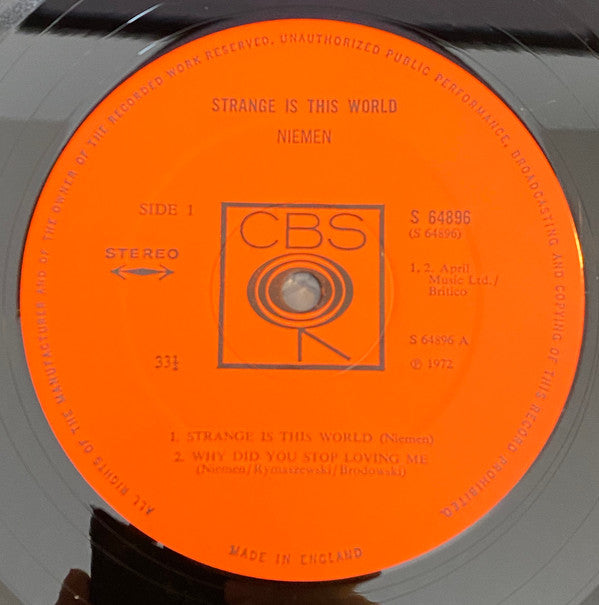 ALL RIGHTS OF THE MANUFACTURER AND OF THE OWNER OF THE RECORDED WORK RESERVED. UNAUTHORIZED PUBLIC PERFORMANCE, BROADCASTING AND COPYING OF THIS RECORD PROHIBITED.
STRANGE IS THIS WORLD
NIEMEN
SIDE 1
STEREO
33⅓
CBS
S 64896
(S 64896)
1, 2. April
Music Ltd./
Britico
S 64896 A
℗ 1972
1. STRANGE IS THIS WORLD (Niemen)
2. WHY DID YOU STOP LOVING ME
(Niemen/Rymaszewski/Brodowski)
MADE IN ENGLAND